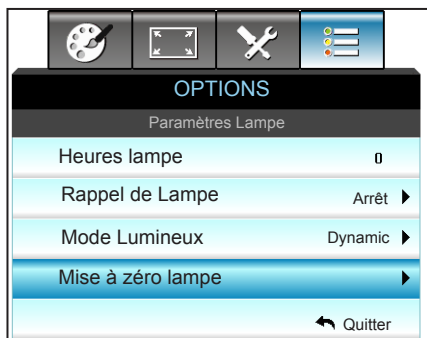 OPTIONS
Paramètres Lampe
Heures lampe 0
Rappel de Lampe Arrêt
Mode Lumineux Dynamic
Mise à zéro lampe
Quitter